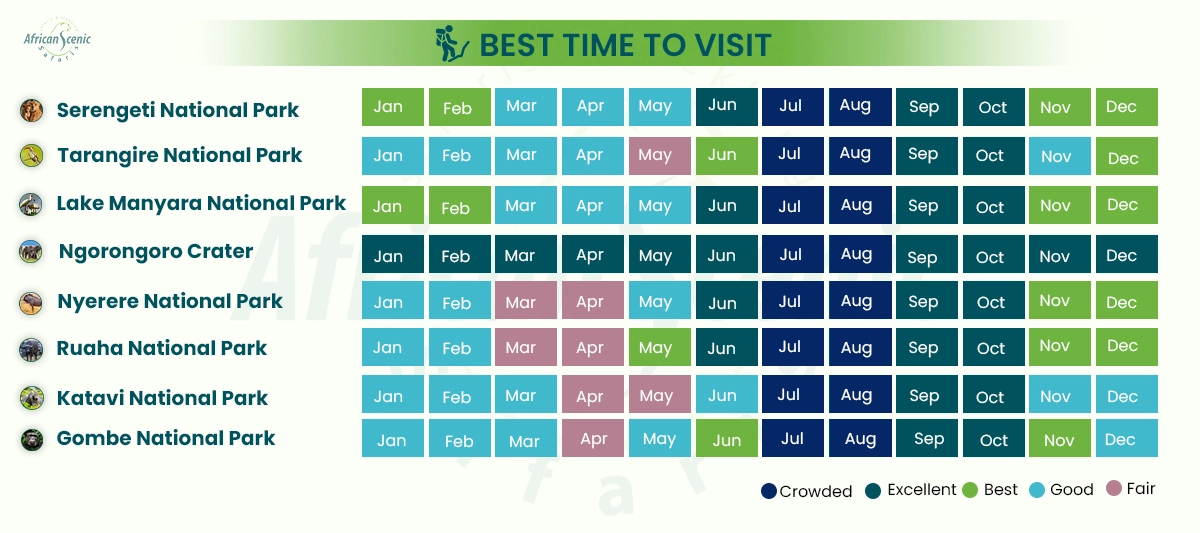 AfricanScenic
Safaris
BEST TIME TO VISIT
Serengeti National Park Jan Feb Mar Apr May Jun Jul Aug Sep Oct Nov Dec
Tarangire National Park Jan Feb Mar Apr May Jun Jul Aug Sep Oct Nov Dec
Lake Manyara National Park Jan Feb Mar Apr May Jun Jul Aug Sep Oct Nov Dec
Ngorongoro Crater Jan Feb Mar Apr May Jun Jul Aug Sep Oct Nov Dec
Nyerere National Park Jan Feb Mar Apr May Jun Jul Aug Sep Oct Nov Dec
Ruaha National Park Jan Feb Mar Apr May Jun Jul Aug Sep Oct Nov Dec
Katavi National Park Jan Feb Mar Apr May Jun Jul Aug Sep Oct Nov Dec
Gombe National Park Jan Feb Mar Apr May Jun Jul Aug Sep Oct Nov Dec
Crowded Excellent Best Good Fair